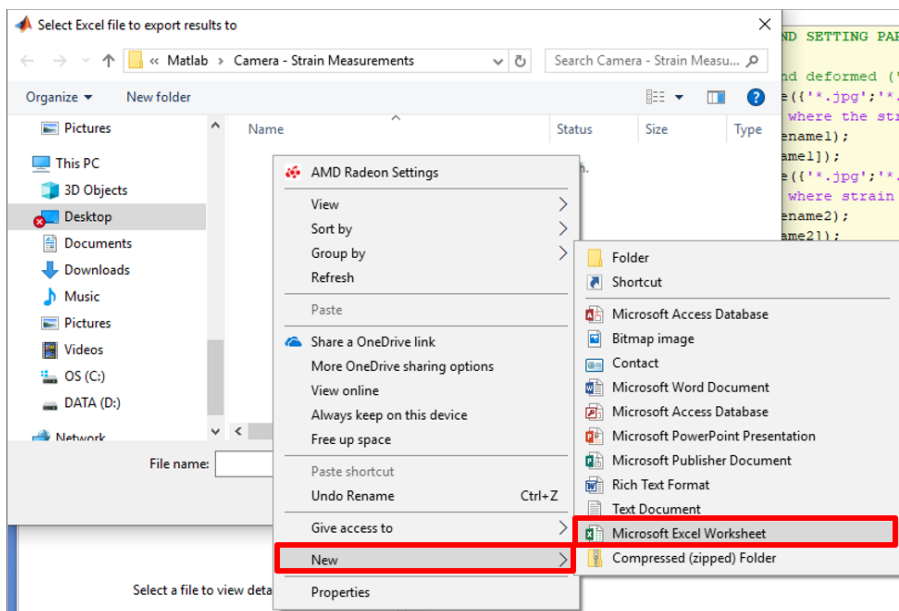 Select Excel file to export results to
« Matlab › Camera - Strain Measurements
Search Camera - Strain Measu...
Organize
New folder
Name
Status
Size
Type
Pictures
This PC
3D Objects
Desktop
Documents
Downloads
Music
Pictures
Videos
OS (C:)
DATA (D:)
Network
File name:
Select a file to view deta
AMD Radeon Settings
View
Sort by
Group by
Refresh
Paste
Share a OneDrive link
More OneDrive sharing options
View online
Always keep on this device
Free up space
Paste shortcut
Undo Rename Ctrl+Z
Give access to
New
Properties
h.
Folder
Shortcut
Microsoft Access Database
Bitmap image
Contact
Microsoft Word Document
Microsoft Access Database
Microsoft PowerPoint Presentation
Microsoft Publisher Document
Rich Text Format
Text Document
Microsoft Excel Worksheet
Compressed (zipped) Folder
ND SETTING PAR
nd deformed ('
e({'*.jpg';'*.
where the str
ename1);
ame1]);
e({'*.jpg';'*.
where strain
ename2);
ame2]);